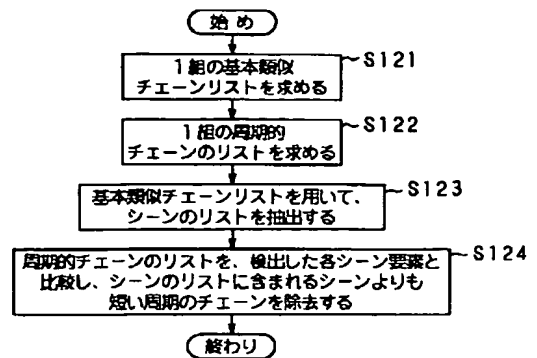 始め
1組の基本類似
チェーンリストを求める
S121
1組の周期的
チェーンのリストを求める
S122
基本類似チェーンリストを用いて、
シーンのリストを抽出する
S123
周期的チェーンのリストを、検出した各シーン要素と
比較し、シーンのリストに含まれるシーンよりも
短い周期のチェーンを除去する
S124
終わり